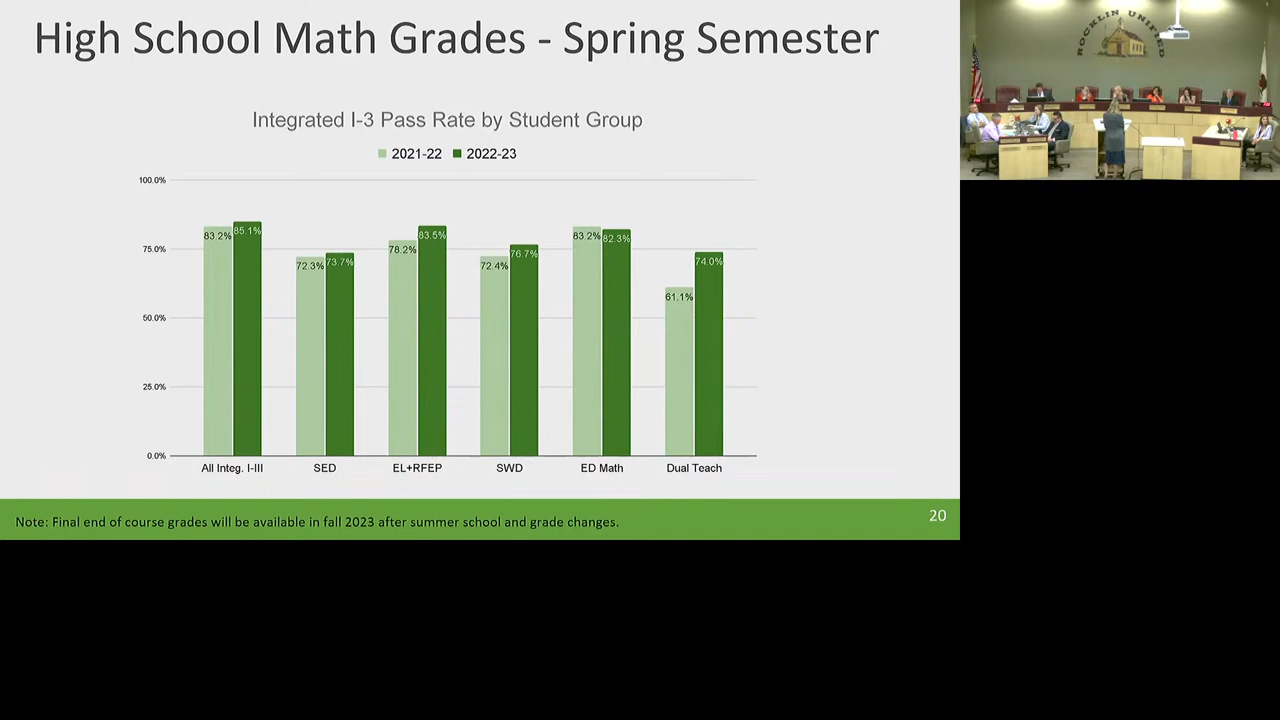 High School Math Grades - Spring Semester
Integrated I-3 Pass Rate by Student Group
2021-22 2022-23
100.0%
75.0%
50.0%
25.0%
0.0%
83.2% 85.1% 72.3% 73.7% 78.2% 83.5% 72.4% 76.7% 83.2% 82.3% 61.1% 74.0%
All Integ. I-III SED EL+RFEP SWD ED Math Dual Teach
Note: Final end of course grades will be available in fall 2023 after summer school and grade changes.
20
ROCKLIN UNIFIED